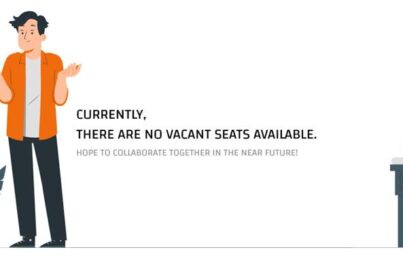 CURRENTLY,
THERE ARE NO VACANT SEATS AVAILABLE.
HOPE TO COLLABORATE TOGETHER IN THE NEAR FUTURE!